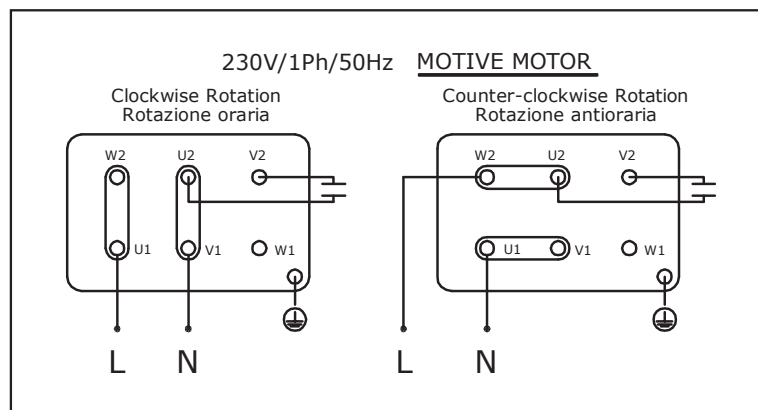 230V/1Ph/50Hz MOTIVE MOTOR
Clockwise Rotation
Rotazione oraria
W2 U2 V2
U1 V1 W1
L N
Counter-clockwise Rotation
Rotazione antioraria
W2 U2 V2
U1 V1 W1
L N